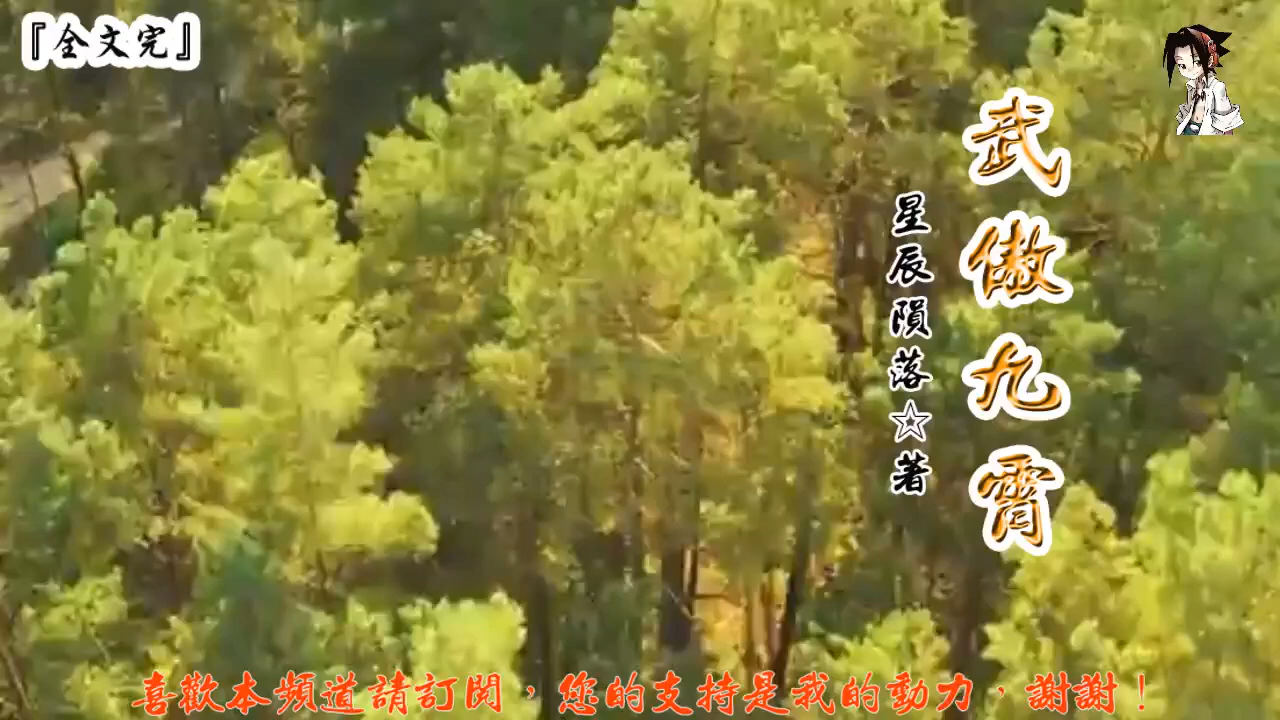 『全文完』
武傲九霄
星辰隕落☆著
喜歡本頻道請訂閱，您的支持是我的動力，謝謝！